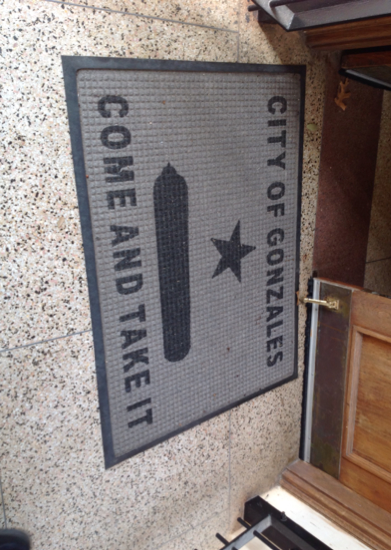 CITY OF GONZALES
COME AND TAKE IT